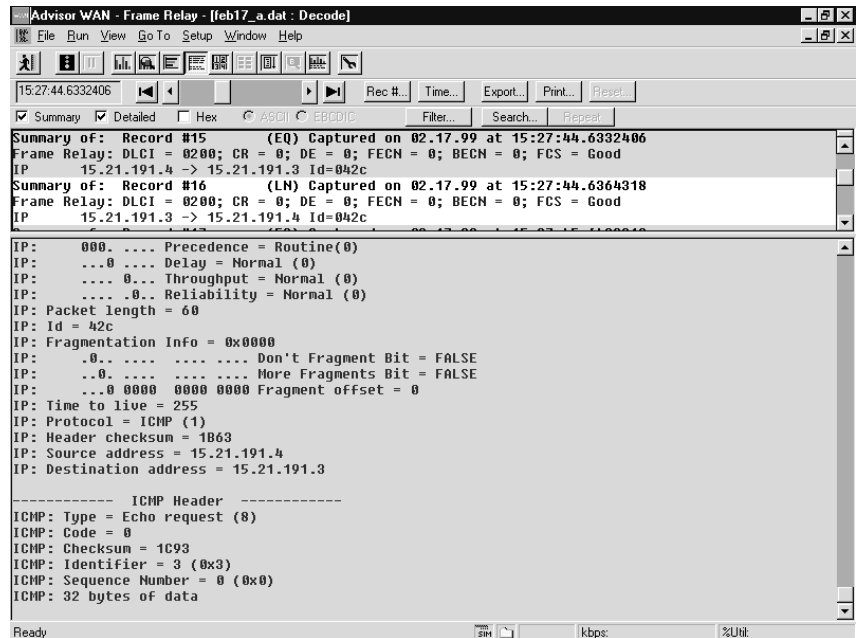 Advisor WAN - Frame Relay - [feb17_a.dat : Decode]
File Run View Go To Setup Window Help
15:27:44.6332406 Rec #... Time... Export... Print... Reset...
Summary Detailed Hex ASCII EBCDIC Filter... Search... Repeat
Summary of: Record #15 (EQ) Captured on 02.17.99 at 15:27:44.6332406
Frame Relay: DLCI = 0200; CR = 0; DE = 0; FECN = 0; BECN = 0; FCS = Good
IP 15.21.191.4 -> 15.21.191.3 Id=042c
Summary of: Record #16 (LN) Captured on 02.17.99 at 15:27:44.6364318
Frame Relay: DLCI = 0200; CR = 0; DE = 0; FECN = 0; BECN = 0; FCS = Good
IP 15.21.191.3 -> 15.21.191.4 Id=042c
IP: 000. .... Precedence = Routine(0)
IP: ...0 .... Delay = Normal (0)
IP: .... 0... Throughput = Normal (0)
IP: .... .0.. Reliability = Normal (0)
IP: Packet length = 60
IP: Id = 42c
IP: Fragmentation Info = 0x0000
IP: .0.. .... .... .... Don't Fragment Bit = FALSE
IP: ..0. .... .... .... More Fragments Bit = FALSE
IP: ...0 0000 0000 0000 Fragment offset = 0
IP: Time to live = 255
IP: Protocol = ICMP (1)
IP: Header checksum = 1B63
IP: Source address = 15.21.191.4
IP: Destination address = 15.21.191.3
------------ ICMP Header ------------
ICMP: Type = Echo request (8)
ICMP: Code = 0
ICMP: Checksum = 1C93
ICMP: Identifier = 3 (0x3)
ICMP: Sequence Number = 0 (0x0)
ICMP: 32 bytes of data
Ready SIM kbps: %Util: